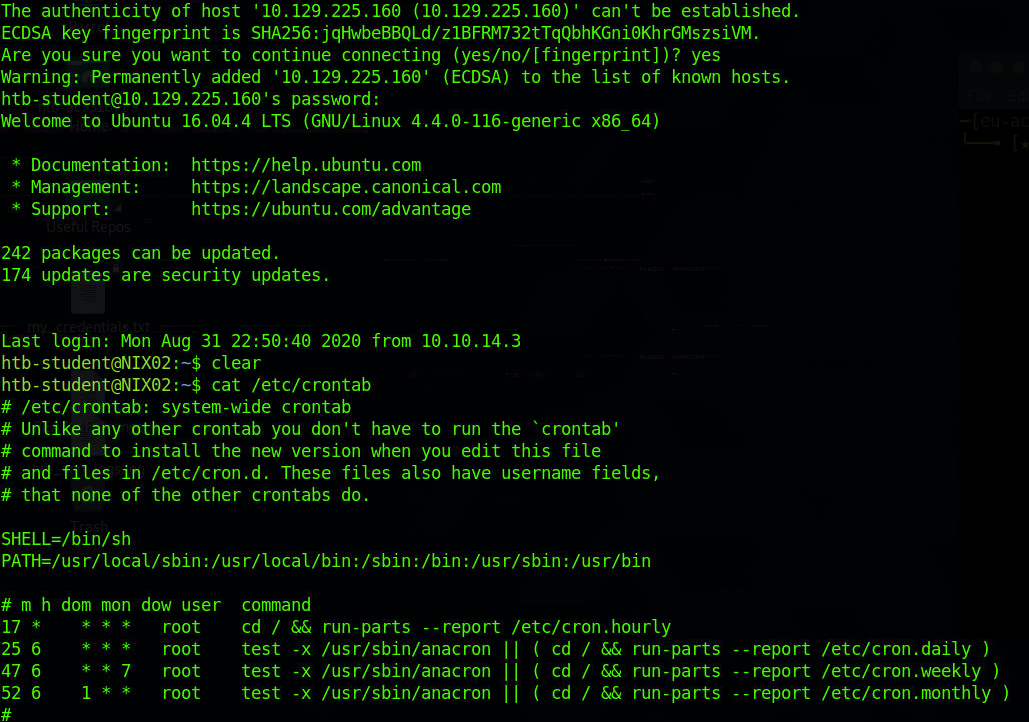 The authenticity of host '10.129.225.160 (10.129.225.160)' can't be established.
ECDSA key fingerprint is SHA256:jqHwbeBBQLd/z1BFRM732tTqQbhKGni0KhrGMszsiVM.
Are you sure you want to continue connecting (yes/no/[fingerprint])? yes
Warning: Permanently added '10.129.225.160' (ECDSA) to the list of known hosts.
htb-student@10.129.225.160's password:
Welcome to Ubuntu 16.04.4 LTS (GNU/Linux 4.4.0-116-generic x86_64)

 * Documentation:  https://help.ubuntu.com
 * Management:     https://landscape.canonical.com
 * Support:        https://ubuntu.com/advantage
Useful Repos

242 packages can be updated.
174 updates are security updates.

my_credentials.txt
Last login: Mon Aug 31 22:50:40 2020 from 10.10.14.3
htb-student@NIX02:~$ clear
htb-student@NIX02:~$ cat /etc/crontab
# /etc/crontab: system-wide crontab
# Unlike any other crontab you don't have to run the `crontab'
# command to install the new version when you edit this file
# and files in /etc/cron.d. These files also have username fields,
# that none of the other crontabs do.
Trash

SHELL=/bin/sh
PATH=/usr/local/sbin:/usr/local/bin:/sbin:/bin:/usr/sbin:/usr/bin

# m h dom mon dow user  command
17 *    * * *   root    cd / && run-parts --report /etc/cron.hourly
25 6    * * *   root    test -x /usr/sbin/anacron || ( cd / && run-parts --report /etc/cron.daily )
47 6    * * 7   root    test -x /usr/sbin/anacron || ( cd / && run-parts --report /etc/cron.weekly )
52 6    1 * *   root    test -x /usr/sbin/anacron || ( cd / && run-parts --report /etc/cron.monthly )
#